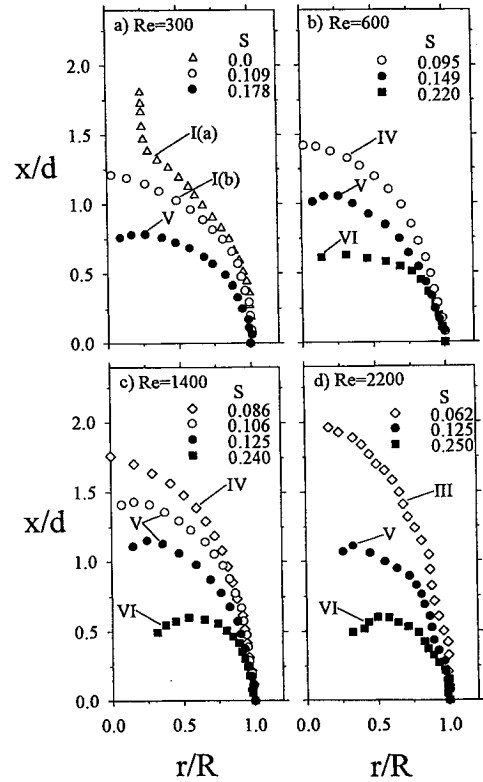 a) Re=300
S
0.0
0.109
0.178
I(a)
I(b)
V
2.0
1.5
1.0
0.5
0.0
x/d
b) Re=600
S
0.095
0.149
0.220
IV
V
VI
c) Re=1400
S
0.086
0.106
0.125
0.240
IV
V
VI
2.0
1.5
1.0
0.5
0.0
x/d
0.0 0.5 1.0
r/R
d) Re=2200
S
0.062
0.125
0.250
III
V
VI
0.0 0.5 1.0
r/R